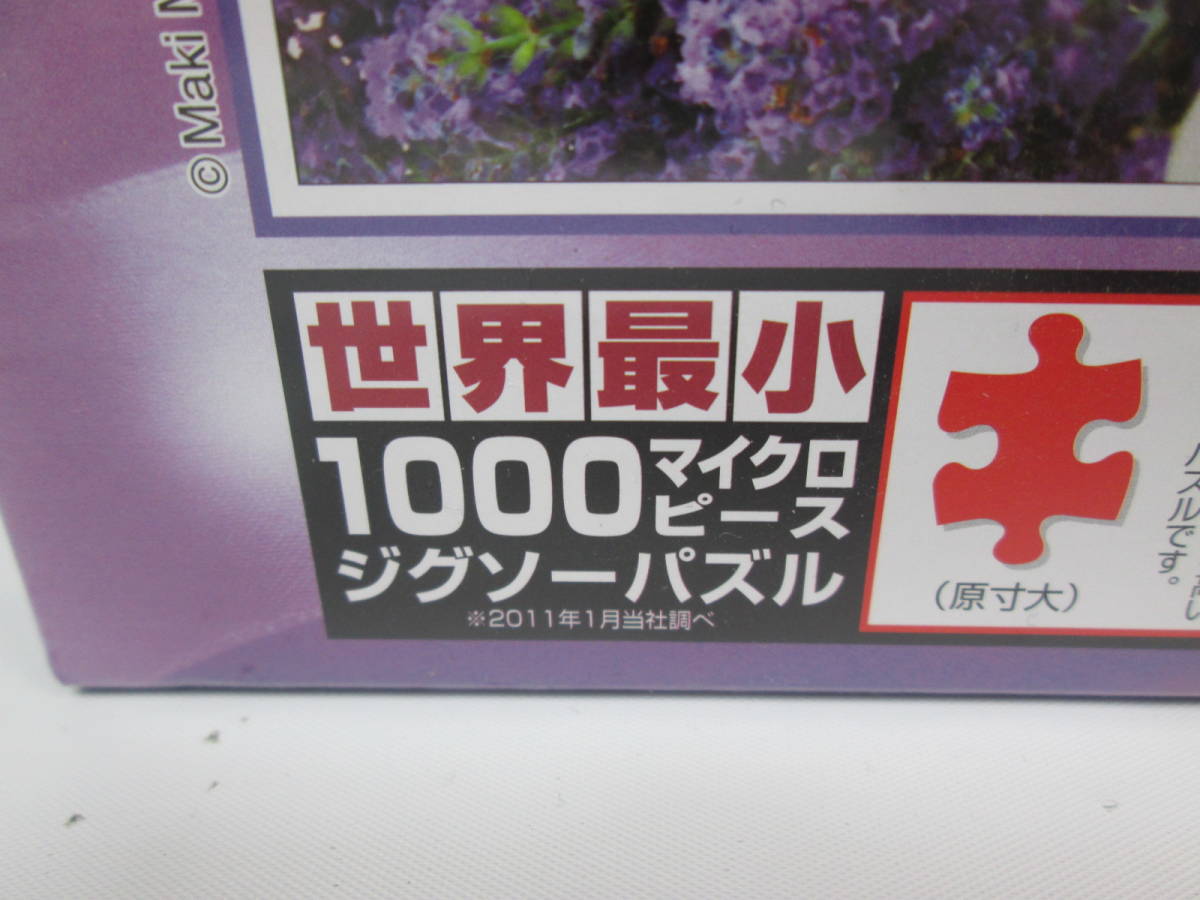 © Maki
世界最小
1000マイクロ
ピース
ジグソーパズル
※2011年1月当社調べ
(原寸大)
パズルです。